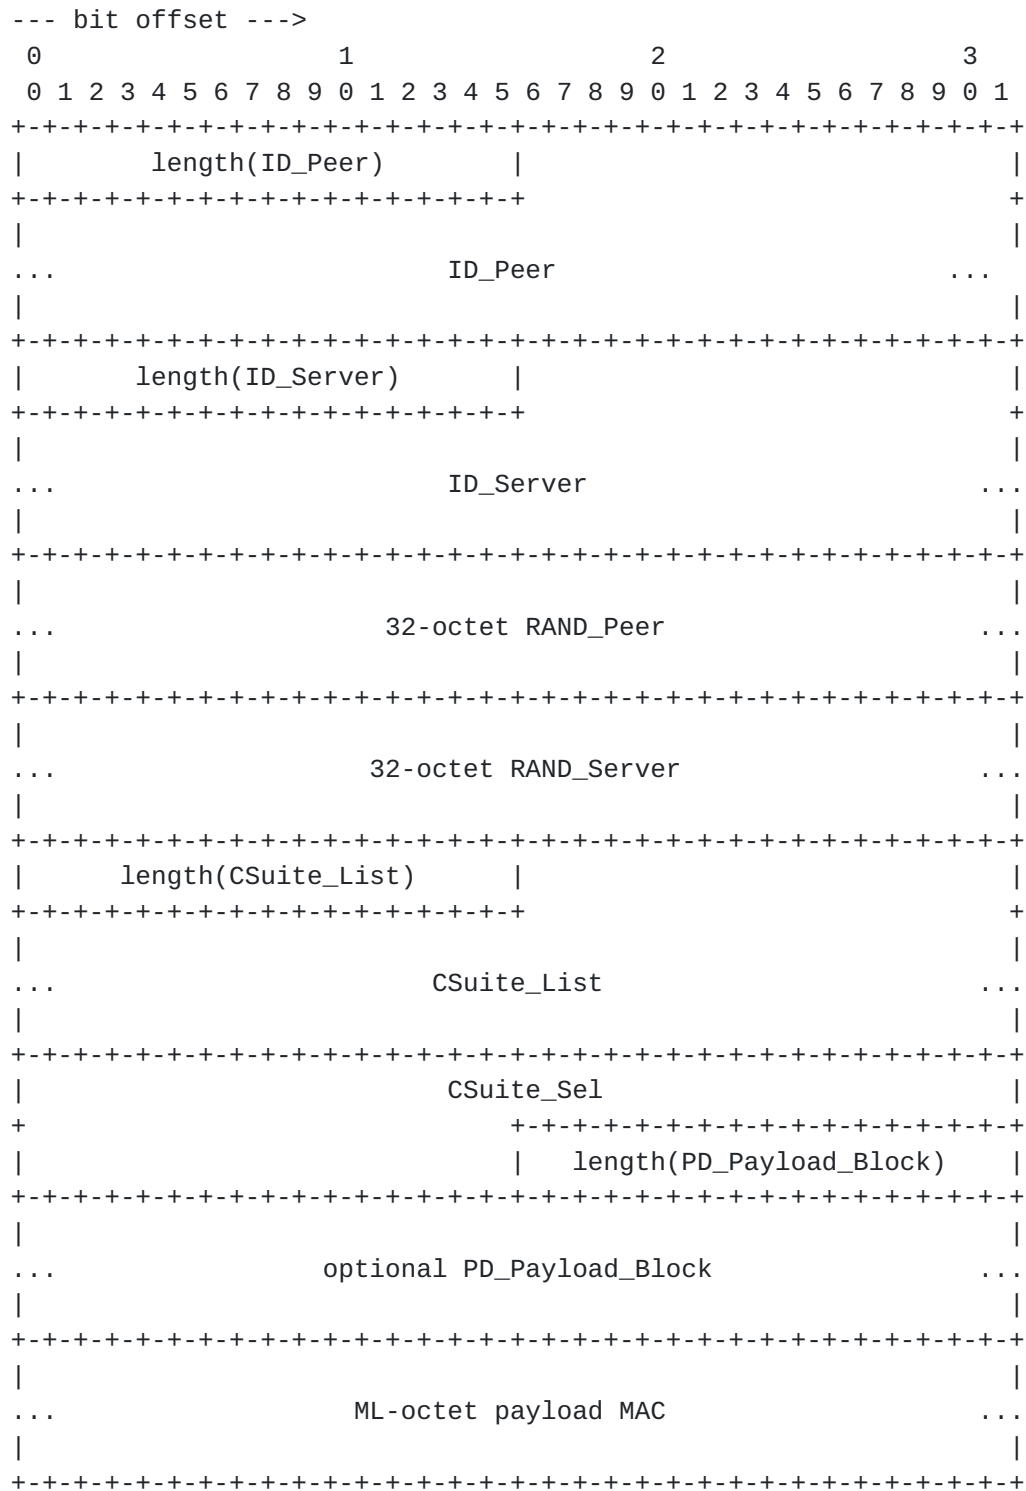 --- bit offset --->
 0                   1                   2                   3
 0 1 2 3 4 5 6 7 8 9 0 1 2 3 4 5 6 7 8 9 0 1 2 3 4 5 6 7 8 9 0 1
+-+-+-+-+-+-+-+-+-+-+-+-+-+-+-+-+-+-+-+-+-+-+-+-+-+-+-+-+-+-+-+-+
|        length(ID_Peer)        |                               |
+-+-+-+-+-+-+-+-+-+-+-+-+-+-+-+-+                               +
|                                                               |
...                         ID_Peer                         ...
|                                                               |
+-+-+-+-+-+-+-+-+-+-+-+-+-+-+-+-+-+-+-+-+-+-+-+-+-+-+-+-+-+-+-+-+
|       length(ID_Server)       |                               |
+-+-+-+-+-+-+-+-+-+-+-+-+-+-+-+-+                               +
|                                                               |
...                         ID_Server                         ...
|                                                               |
+-+-+-+-+-+-+-+-+-+-+-+-+-+-+-+-+-+-+-+-+-+-+-+-+-+-+-+-+-+-+-+-+
|                                                               |
...                     32-octet RAND_Peer                    ...
|                                                               |
+-+-+-+-+-+-+-+-+-+-+-+-+-+-+-+-+-+-+-+-+-+-+-+-+-+-+-+-+-+-+-+-+
|                                                               |
...                    32-octet RAND_Server                   ...
|                                                               |
+-+-+-+-+-+-+-+-+-+-+-+-+-+-+-+-+-+-+-+-+-+-+-+-+-+-+-+-+-+-+-+-+
|      length(CSuite_List)      |                               |
+-+-+-+-+-+-+-+-+-+-+-+-+-+-+-+-+                               +
|                                                               |
...                        CSuite_List                        ...
|                                                               |
+-+-+-+-+-+-+-+-+-+-+-+-+-+-+-+-+-+-+-+-+-+-+-+-+-+-+-+-+-+-+-+-+
|                           CSuite_Sel                          |
+                               +-+-+-+-+-+-+-+-+-+-+-+-+-+-+-+-+
|                               |   length(PD_Payload_Block)    |
+-+-+-+-+-+-+-+-+-+-+-+-+-+-+-+-+-+-+-+-+-+-+-+-+-+-+-+-+-+-+-+-+
|                                                               |
...                 optional PD_Payload_Block                 ...
|                                                               |
+-+-+-+-+-+-+-+-+-+-+-+-+-+-+-+-+-+-+-+-+-+-+-+-+-+-+-+-+-+-+-+-+
|                                                               |
...                   ML-octet payload MAC                    ...
|                                                               |
+-+-+-+-+-+-+-+-+-+-+-+-+-+-+-+-+-+-+-+-+-+-+-+-+-+-+-+-+-+-+-+-+